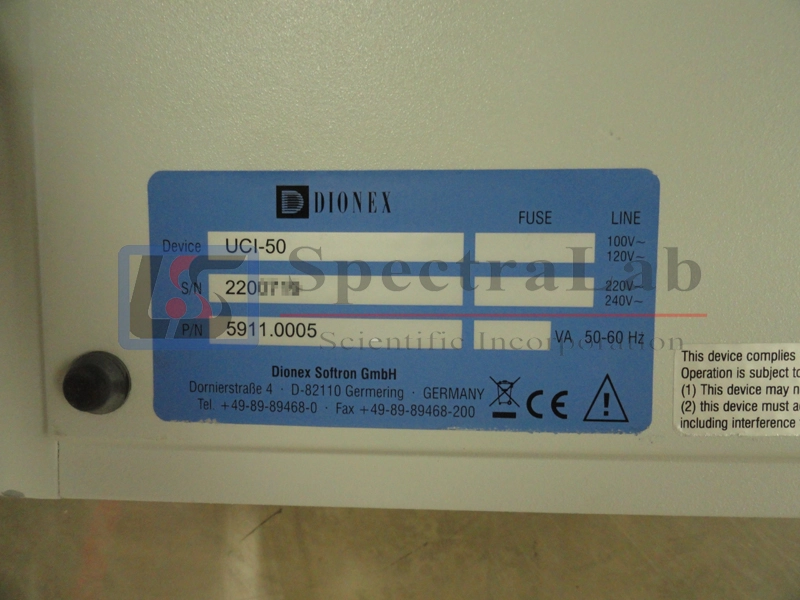 DIONEX
FUSE LINE
Device UCI-50 100V~
120V~
S/N 220 220V~
240V~
P/N 5911.0005 VA 50-60 Hz
SpectraLab
Scientific Incorporation
Dionex Softron GmbH
Dornierstraße 4 · D-82110 Germering · GERMANY
Tel. +49-89-89468-0 · Fax +49-89-89468-200
CE
This device complies
Operation is subject to
(1) This device may n
(2) this device must a
including interference